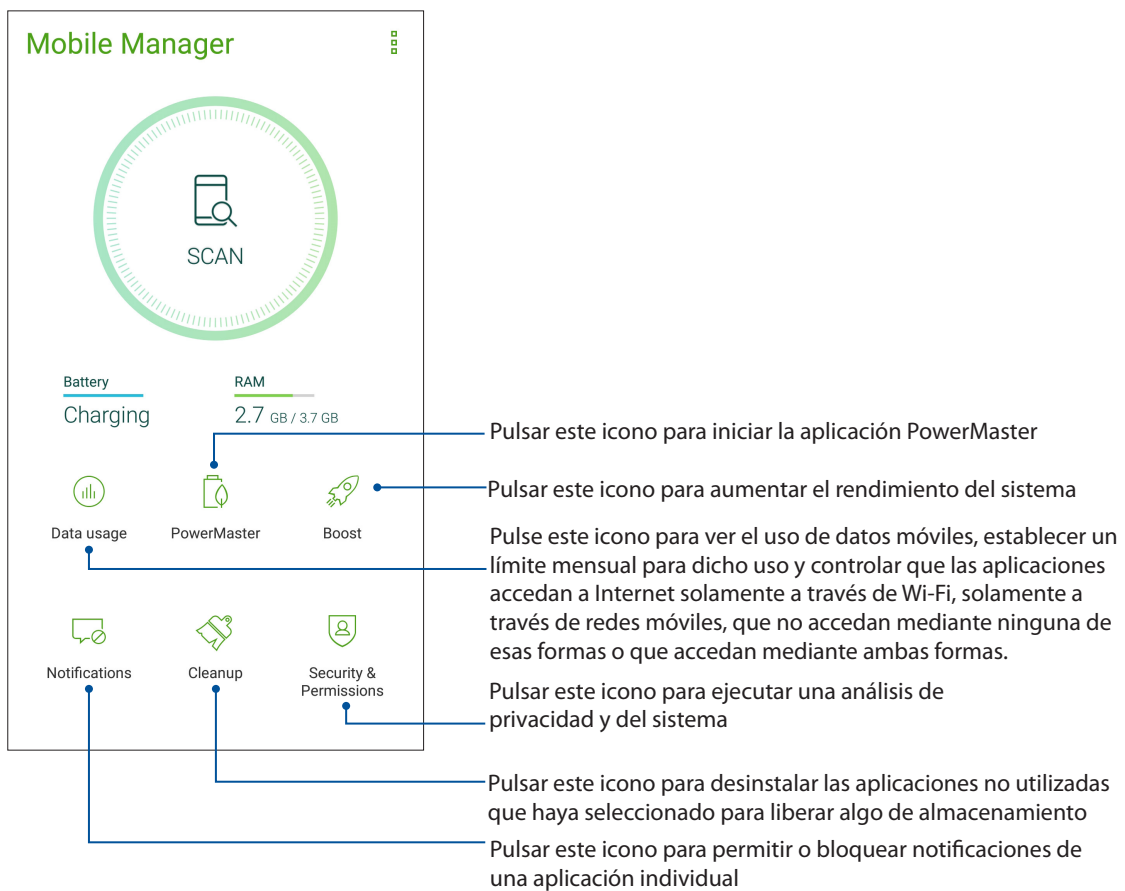 Mobile Manager
SCAN
Battery
Charging
RAM
2.7 GB / 3.7 GB
Data usage
PowerMaster
Boost
Notifications
Cleanup
Security &
Permissions
Pulsar este icono para iniciar la aplicación PowerMaster
Pulsar este icono para aumentar el rendimiento del sistema
Pulse este icono para ver el uso de datos móviles, establecer un
límite mensual para dicho uso y controlar que las aplicaciones
accedan a Internet solamente a través de Wi-Fi, solamente a
través de redes móviles, que no accedan mediante ninguna de
esas formas o que accedan mediante ambas formas.
Pulsar este icono para ejecutar una análisis de
privacidad y del sistema
Pulsar este icono para desinstalar las aplicaciones no utilizadas
que haya seleccionado para liberar algo de almacenamiento
Pulsar este icono para permitir o bloquear notificaciones de
una aplicación individual